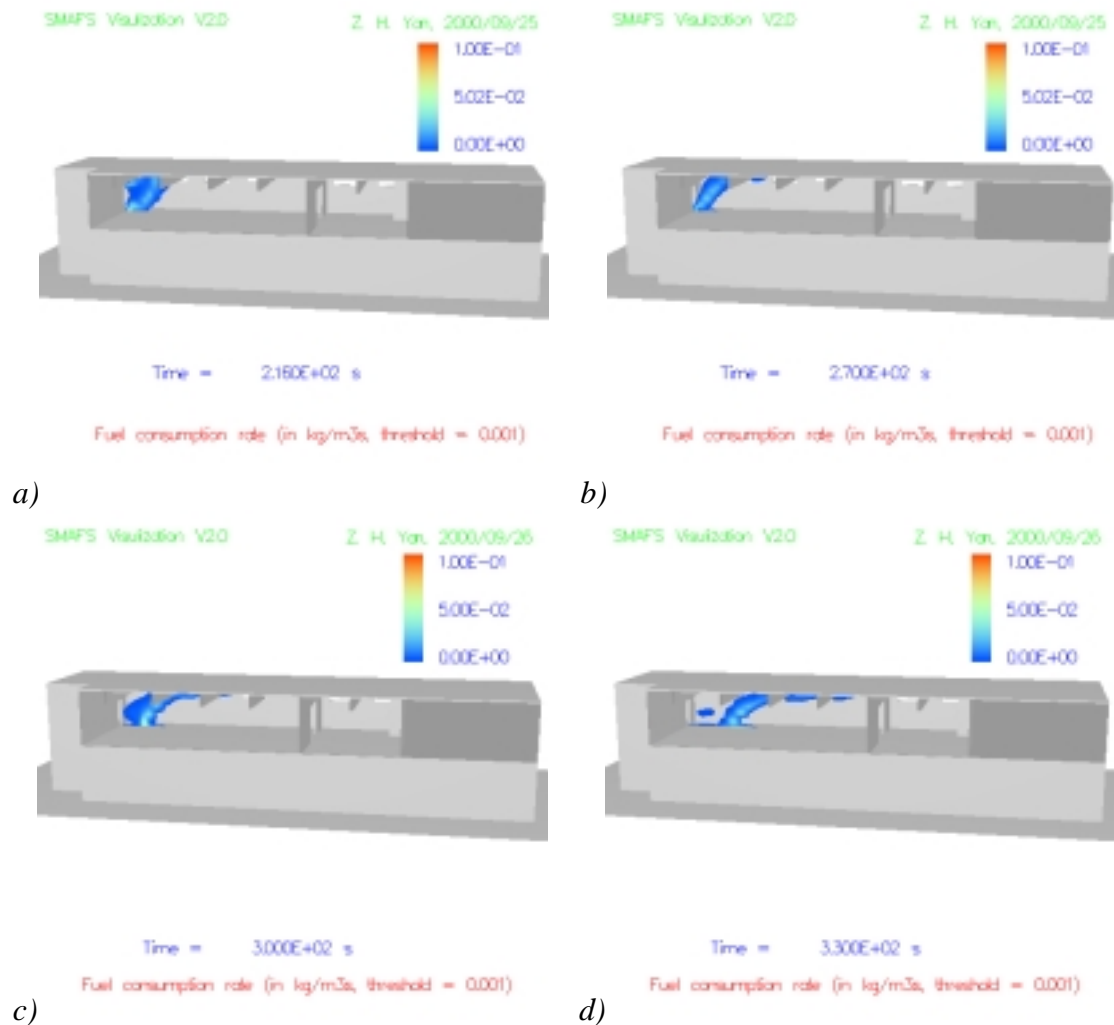 SMAFS Visulization V2.0 Z. H. Yan, 2000/09/25
1.00E-01
5.02E-02
0.00E+00
Time = 2.160E+02 s
Fuel consumption rate (in kg/m3s, threshold = 0.001)
a)
SMAFS Visulization V2.0 Z. H. Yan, 2000/09/25
1.00E-01
5.02E-02
0.00E+00
Time = 2.700E+02 s
Fuel consumption rate (in kg/m3s, threshold = 0.001)
b)
SMAFS Visulization V2.0 Z. H. Yan, 2000/09/26
1.00E-01
5.00E-02
0.00E+00
Time = 3.000E+02 s
Fuel consumption rate (in kg/m3s, threshold = 0.001)
c)
SMAFS Visulization V2.0 Z. H. Yan, 2000/09/26
1.00E-01
5.00E-02
0.00E+00
Time = 3.300E+02 s
Fuel consumption rate (in kg/m3s, threshold = 0.001)
d)